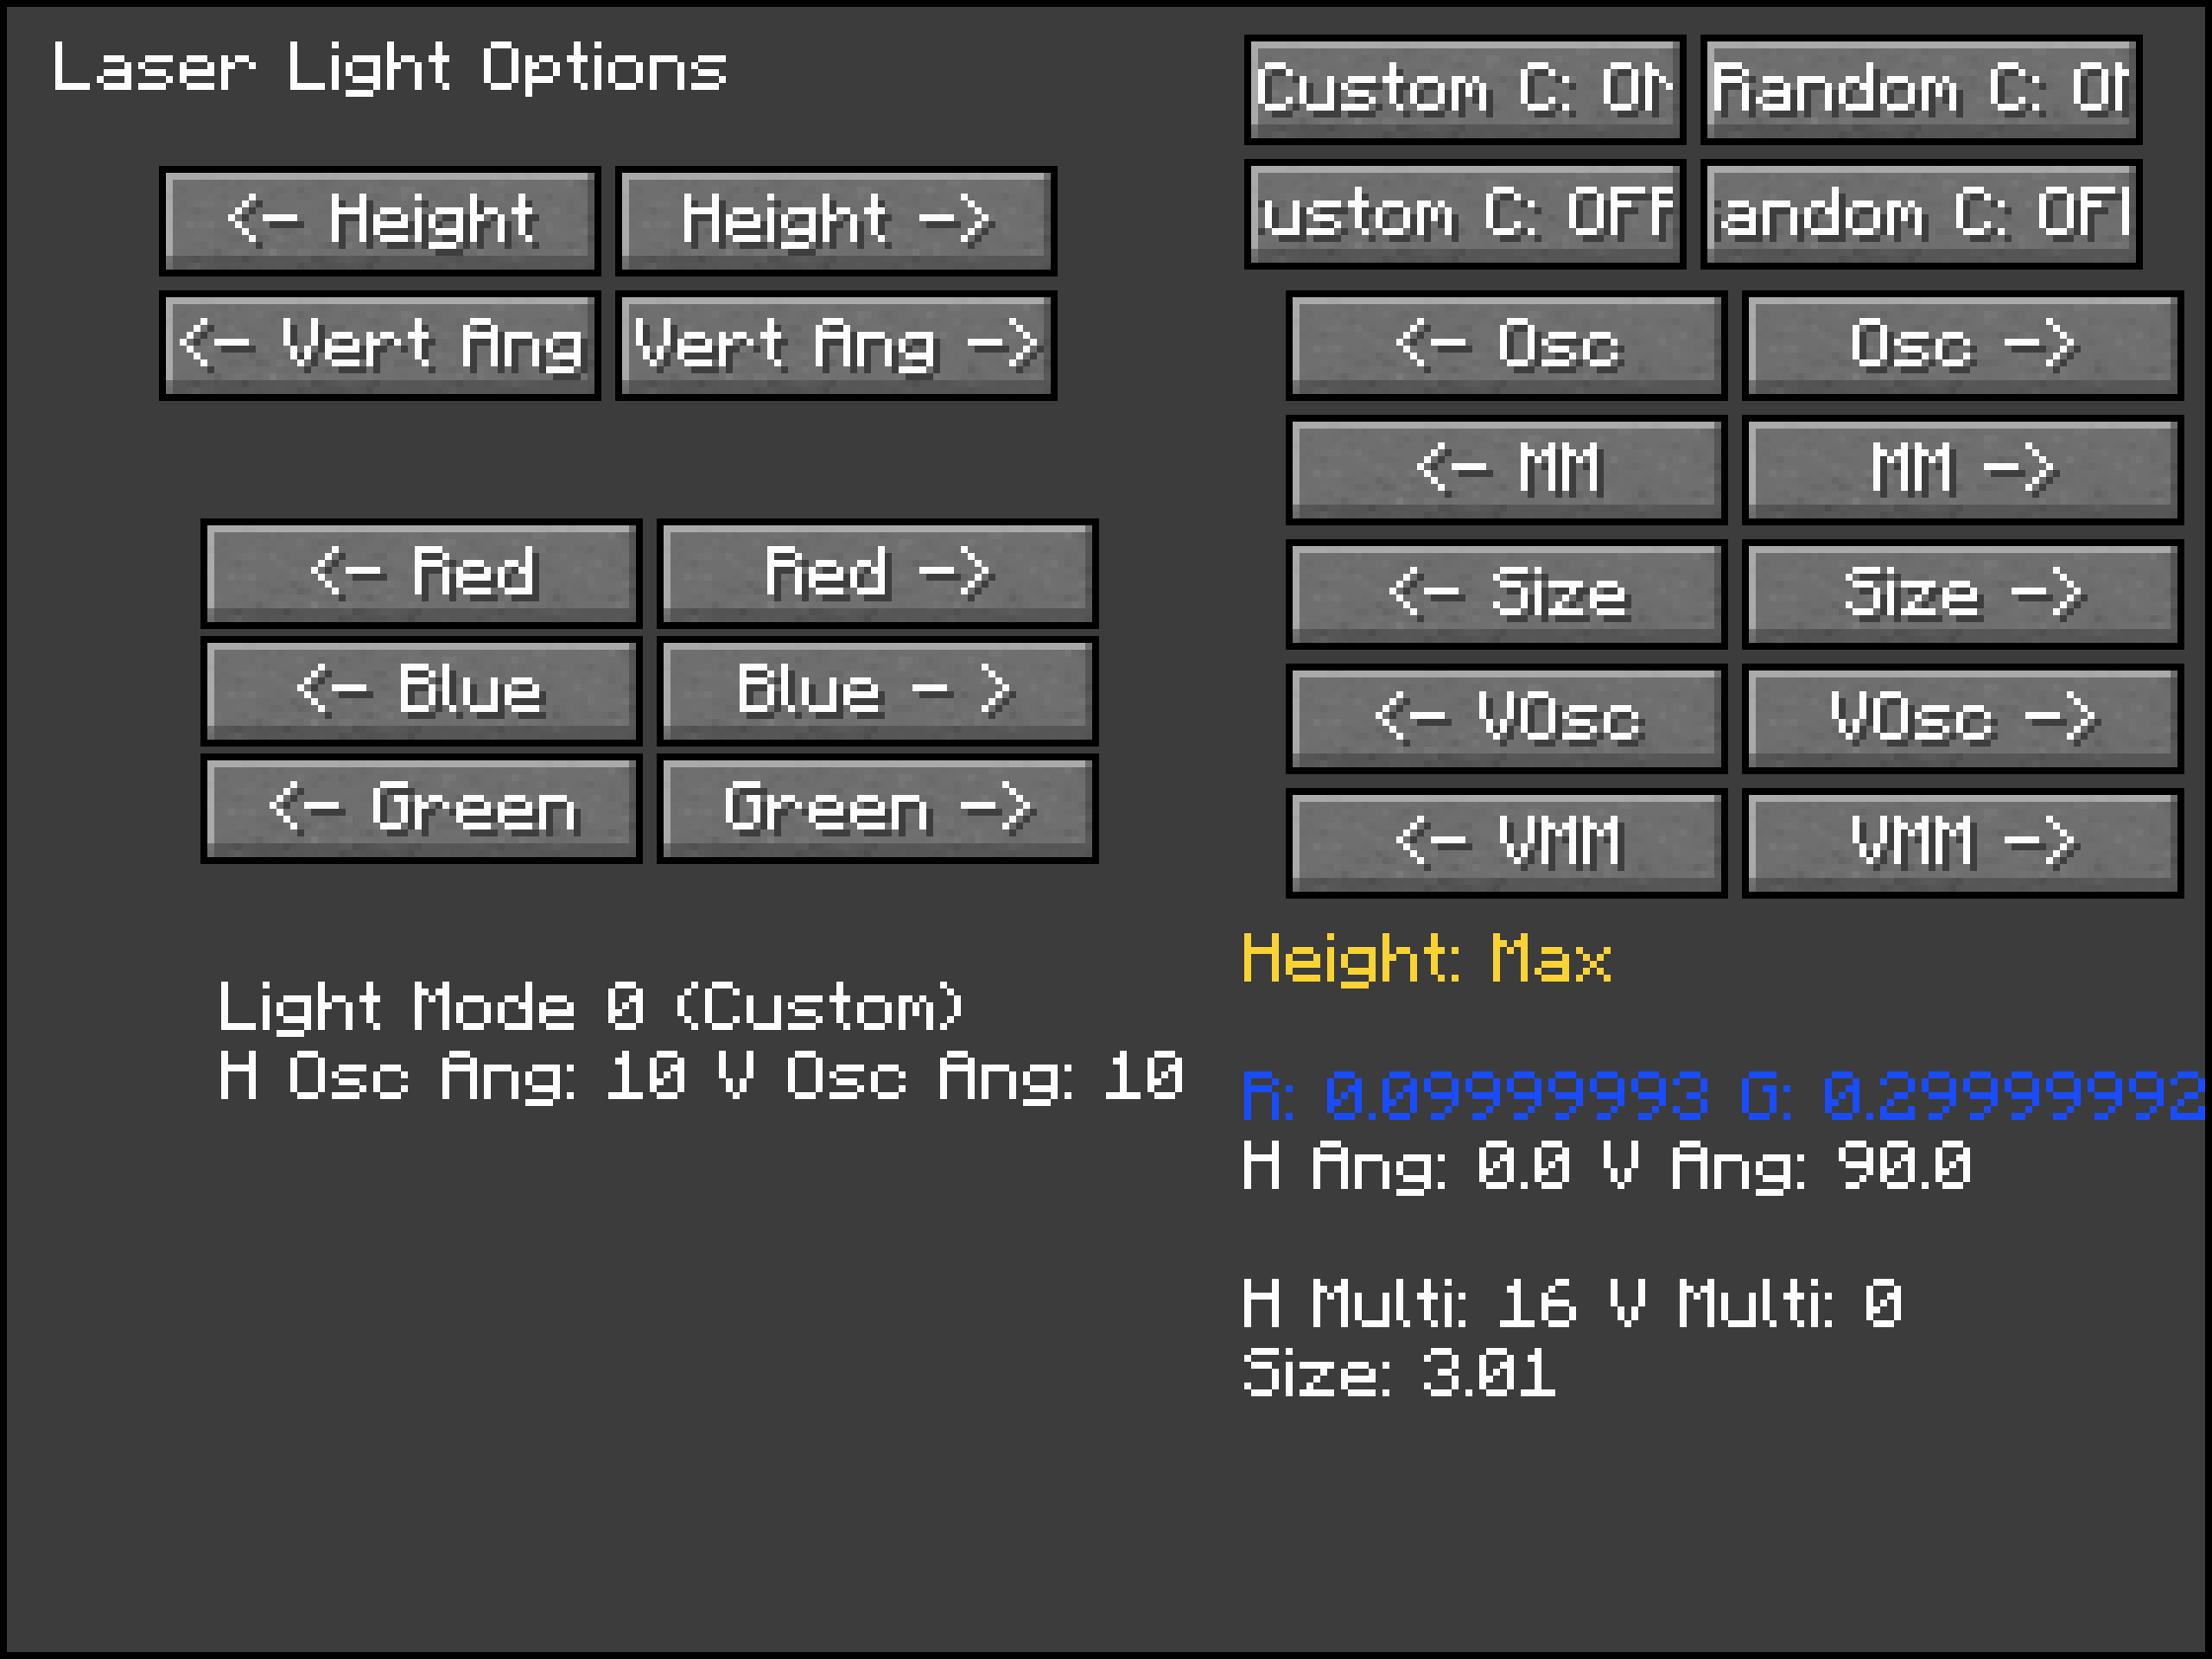 Laser Light Options
<- Height Height ->
<- Vert Ang Vert Ang ->
<- Red Red ->
<- Blue Blue - >
<- Green Green ->
Light Mode 0 (Custom)
H Osc Ang: 10 V Osc Ang: 10
Custom C: ON Random C: ON
ustom C: OFF andom C: OFF
<- Osc Osc ->
<- MM MM ->
<- Size Size ->
<- VOsc VOsc ->
<- VMM VMM ->
Height: Max
R: 0.09999993 G: 0.29999992
H Ang: 0.0 V Ang: 90.0
H Multi: 16 V Multi: 0
Size: 3.01